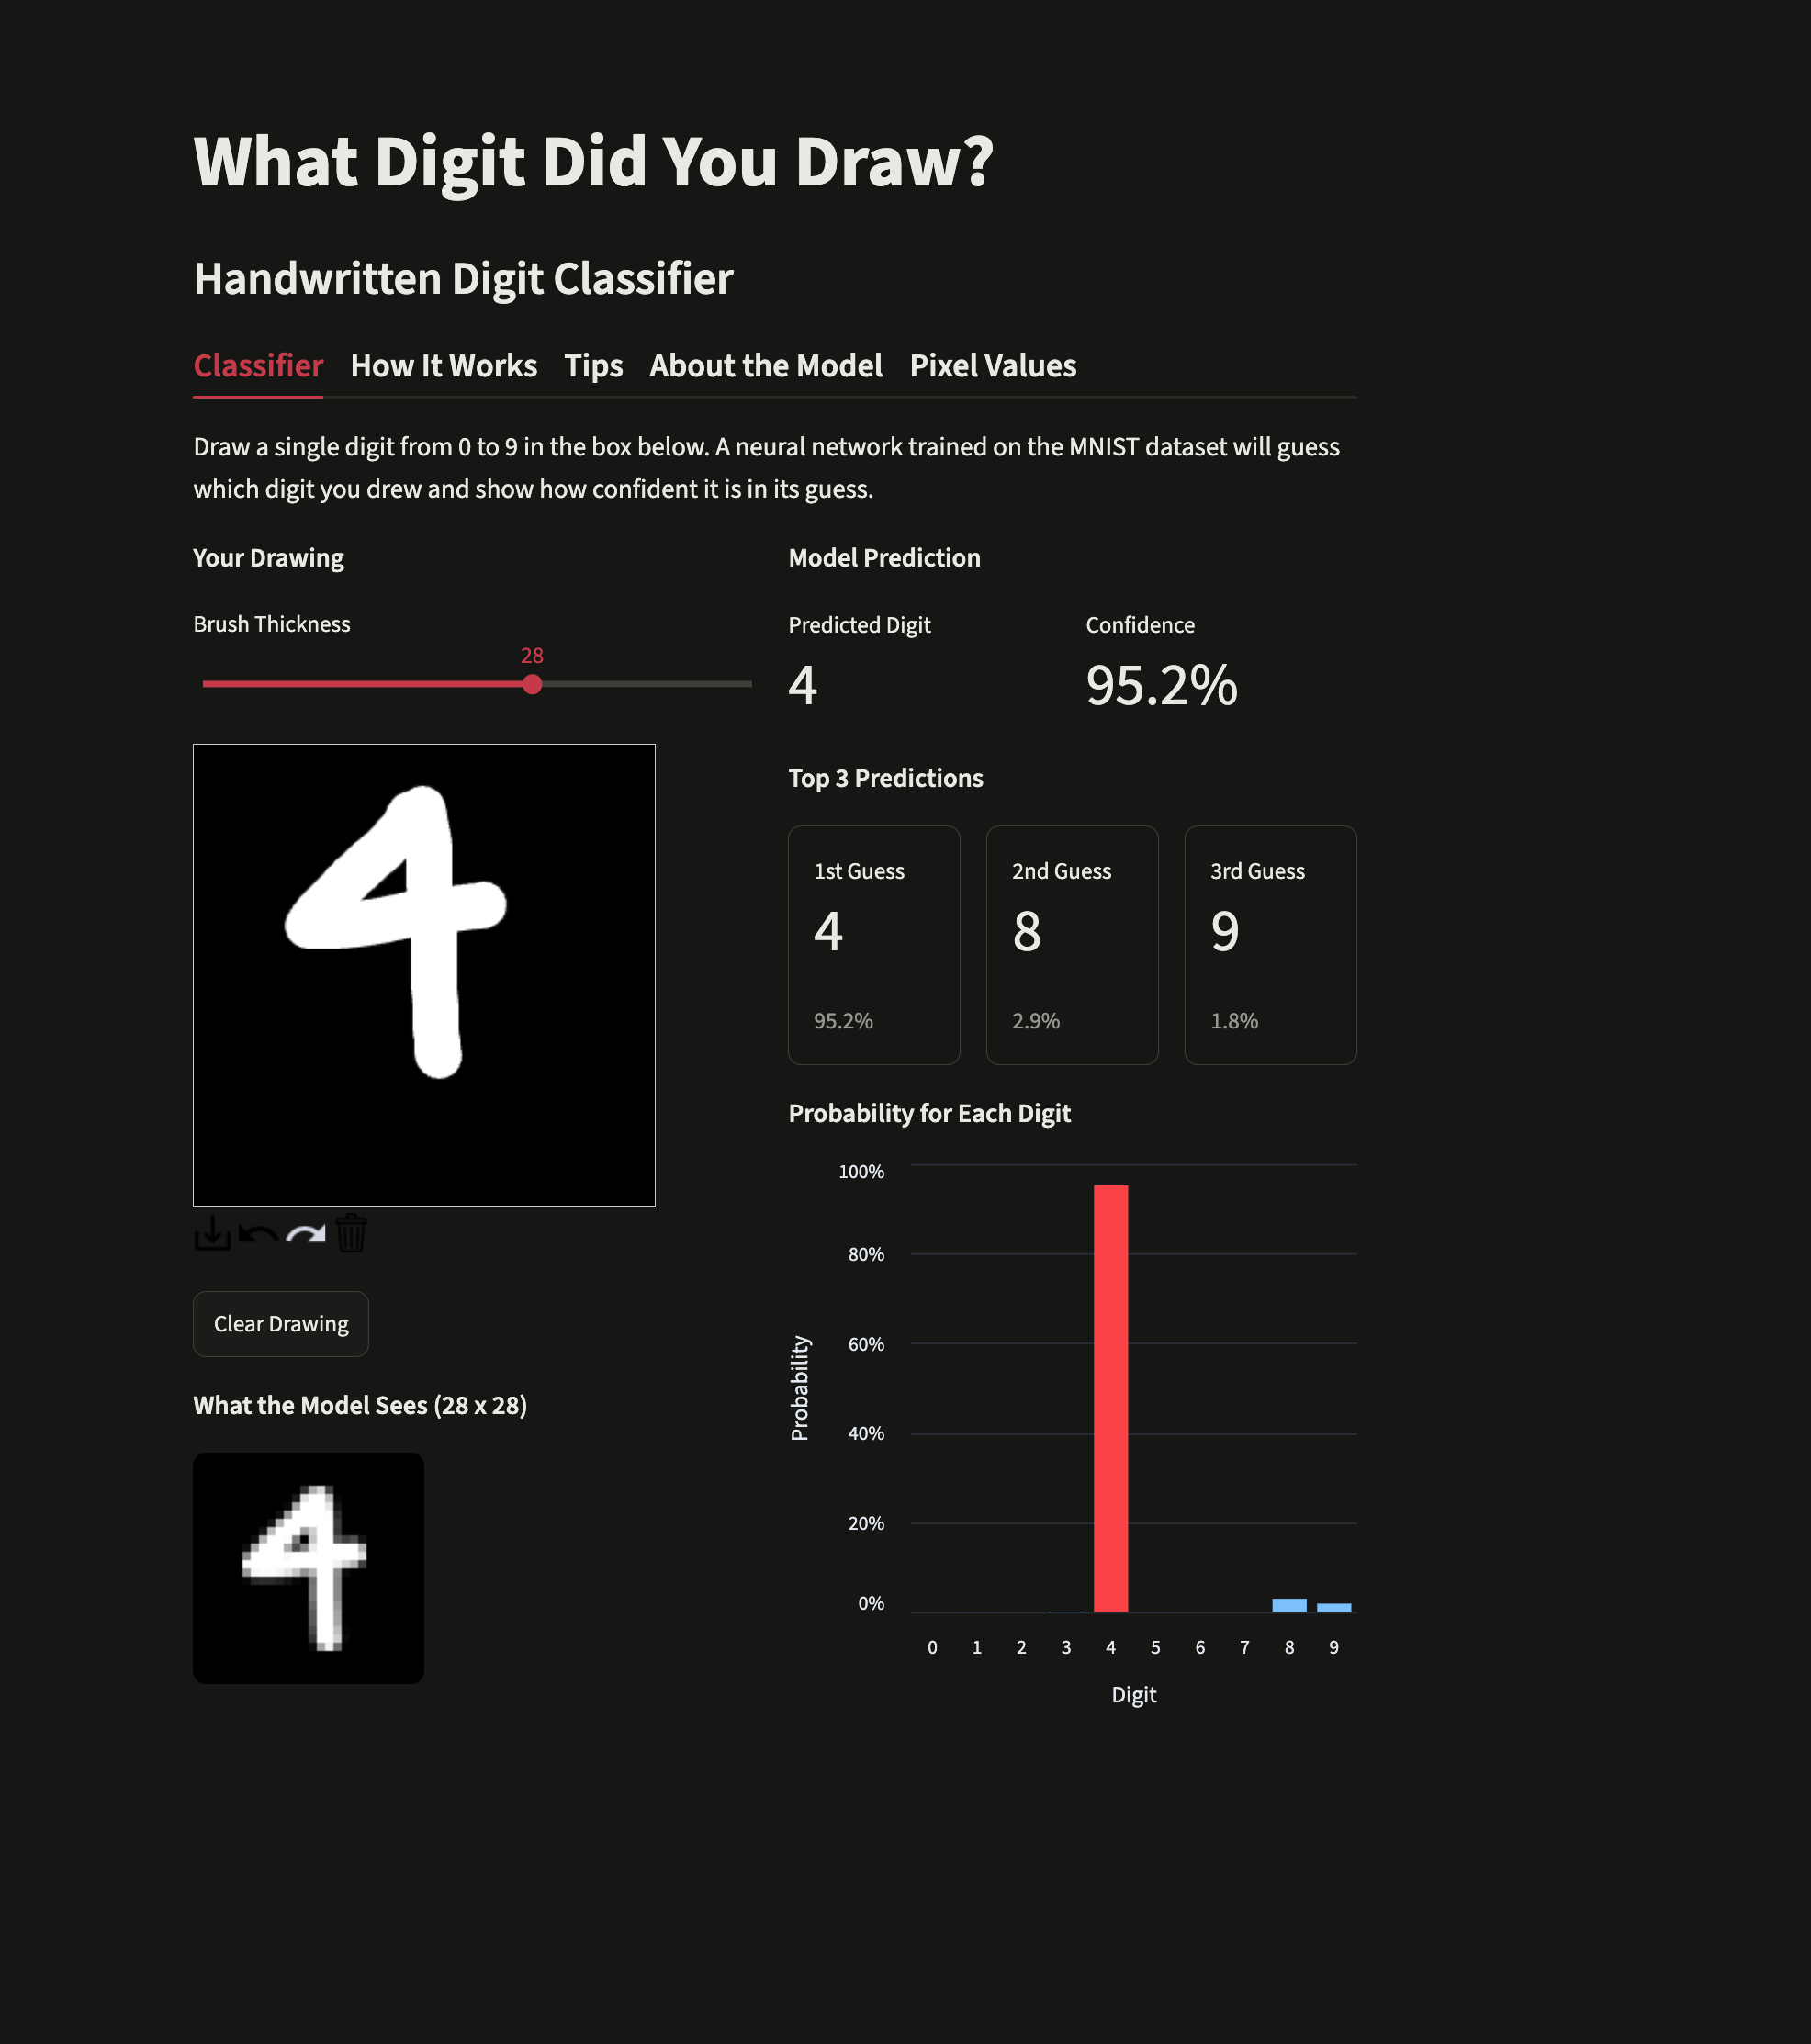 What Digit Did You Draw?
Handwritten Digit Classifier
Classifier How It Works Tips About the Model Pixel Values
Draw a single digit from 0 to 9 in the box below. A neural network trained on the MNIST dataset will guess
which digit you drew and show how confident it is in its guess.
Your Drawing
Brush Thickness
28
4
Clear Drawing
What the Model Sees (28 x 28)
4
Model Prediction
Predicted Digit Confidence
4 95.2%
Top 3 Predictions
1st Guess 2nd Guess 3rd Guess
4 8 9
95.2% 2.9% 1.8%
Probability for Each Digit
100%
80%
60%
40%
20%
0%
Probability
0 1 2 3 4 5 6 7 8 9
Digit